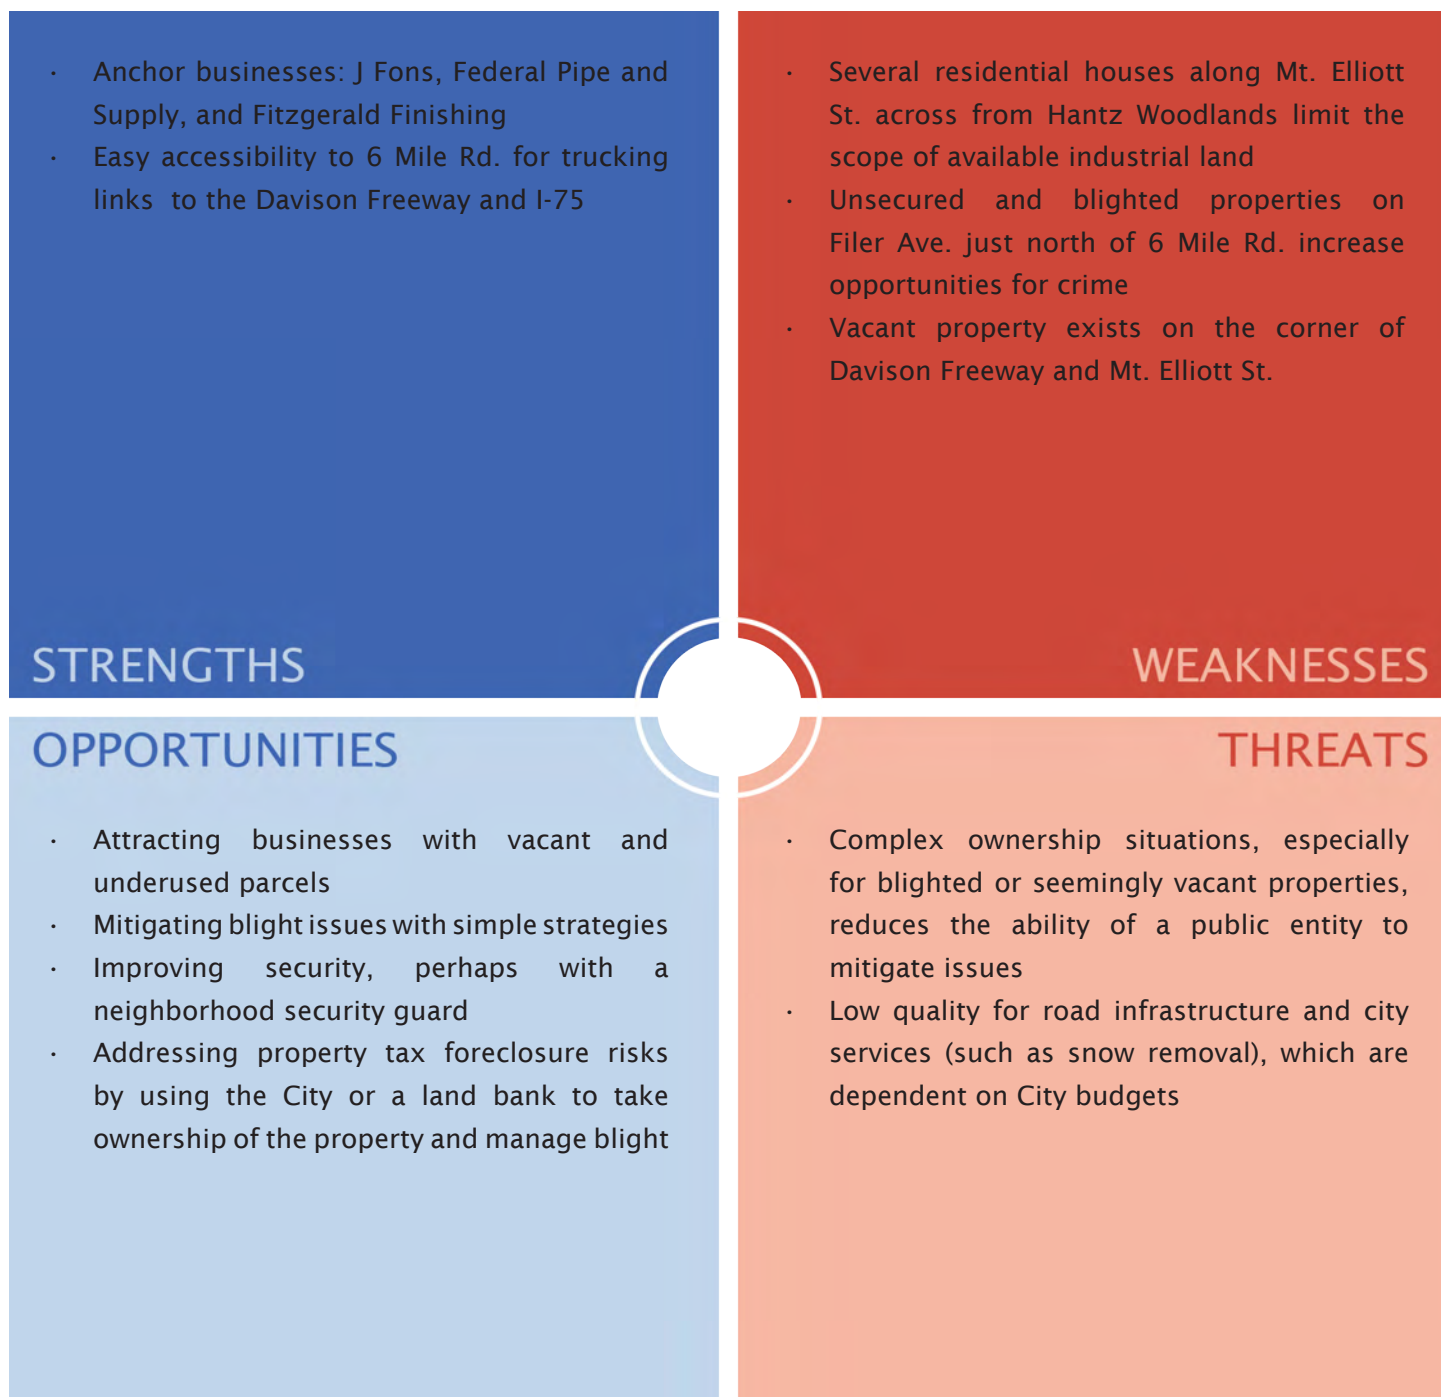 · Anchor businesses: J Fons, Federal Pipe and
Supply, and Fitzgerald Finishing
· Easy accessibility to 6 Mile Rd. for trucking
links to the Davison Freeway and I-75
STRENGTHS
· Several residential houses along Mt. Elliott
St. across from Hantz Woodlands limit the
scope of available industrial land
· Unsecured and blighted properties on
Filer Ave. just north of 6 Mile Rd. increase
opportunities for crime
· Vacant property exists on the corner of
Davison Freeway and Mt. Elliott St.
WEAKNESSES
OPPORTUNITIES
· Attracting businesses with vacant and
underused parcels
· Mitigating blight issues with simple strategies
· Improving security, perhaps with a
neighborhood security guard
· Addressing property tax foreclosure risks
by using the City or a land bank to take
ownership of the property and manage blight
THREATS
· Complex ownership situations, especially
for blighted or seemingly vacant properties,
reduces the ability of a public entity to
mitigate issues
· Low quality for road infrastructure and city
services (such as snow removal), which are
dependent on City budgets